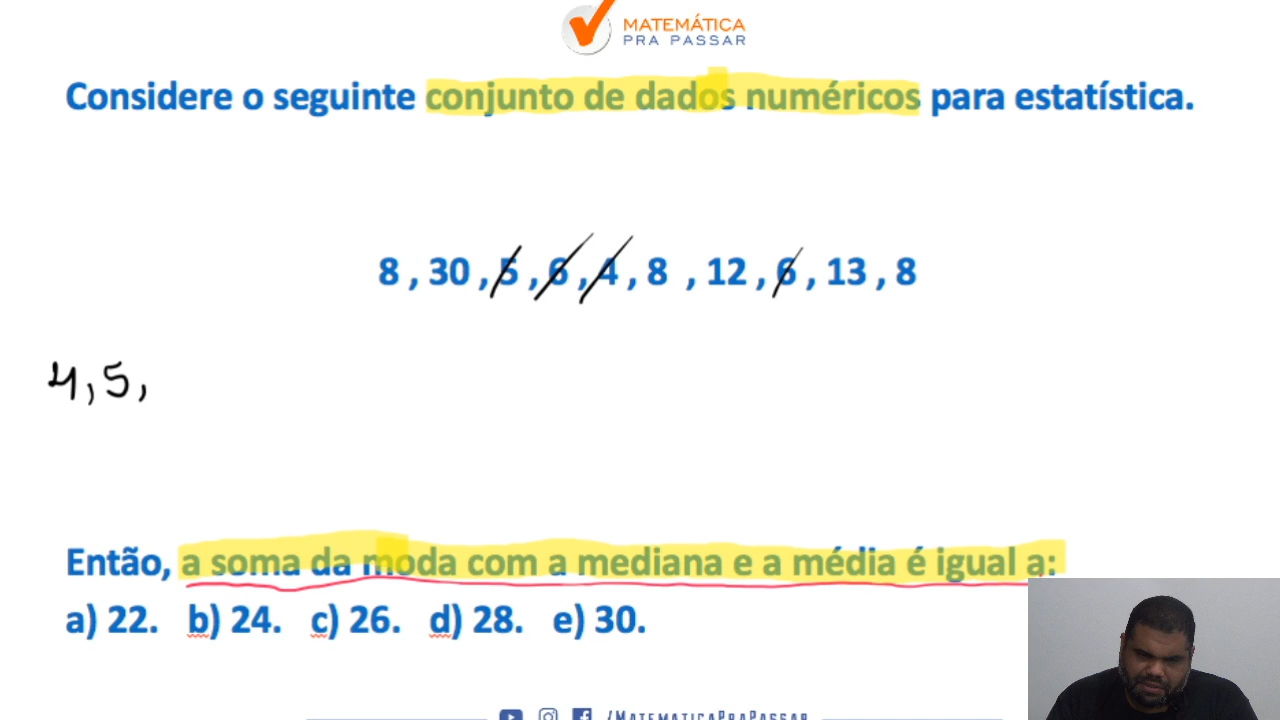 MATEMÁTICA
PRA PASSAR
Considere o seguinte conjunto de dados numéricos para estatística.
8 , 30 , 5 , 6 , 4 , 8 , 12 , 6 , 13 , 8
4, 5,
Então, a soma da moda com a mediana e a média é igual a:
a) 22. b) 24. c) 26. d) 28. e) 30.
/MATEMATICAPRAPASSAR